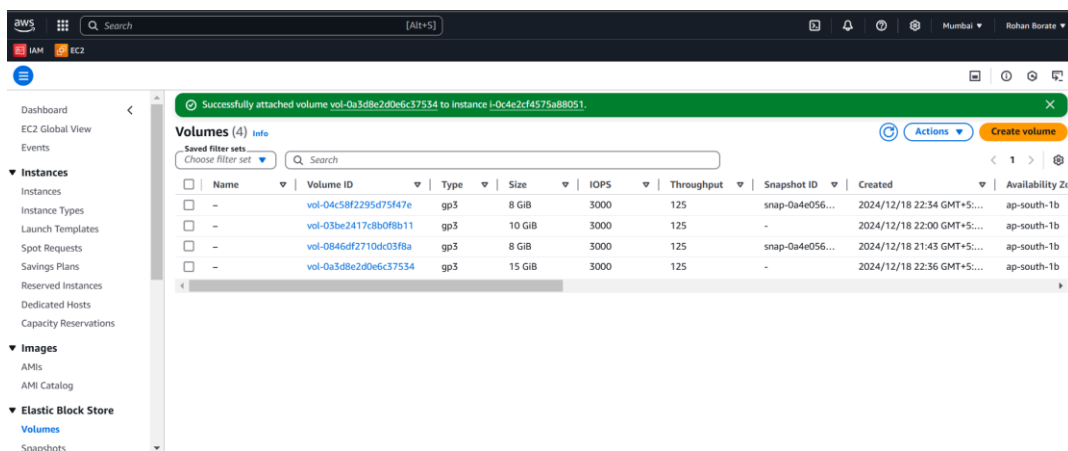 aws Search [Alt+S] Mumbai Rohan Borate
IAM EC2
Successfully attached volume vol-0a3d8e2d0e6c37534 to instance i-0c4e2cf4575a88051.
Dashboard
EC2 Global View
Events
Instances
Instances
Instance Types
Launch Templates
Spot Requests
Savings Plans
Reserved Instances
Dedicated Hosts
Capacity Reservations
Images
AMIs
AMI Catalog
Elastic Block Store
Volumes
Snapshots
Volumes (4) Info Actions Create volume
Saved filter sets
Choose filter set Search 1
Name Volume ID Type Size IOPS Throughput Snapshot ID Created Availability Zo
– vol-04c58f2295d75f47e gp3 8 GiB 3000 125 snap-0a4e056... 2024/12/18 22:34 GMT+5:... ap-south-1b
– vol-03be2417c8b0f8b11 gp3 10 GiB 3000 125 - 2024/12/18 22:00 GMT+5:... ap-south-1b
– vol-0846df2710dc03f8a gp3 8 GiB 3000 125 snap-0a4e056... 2024/12/18 21:43 GMT+5:... ap-south-1b
– vol-0a3d8e2d0e6c37534 gp3 15 GiB 3000 125 - 2024/12/18 22:36 GMT+5:... ap-south-1b